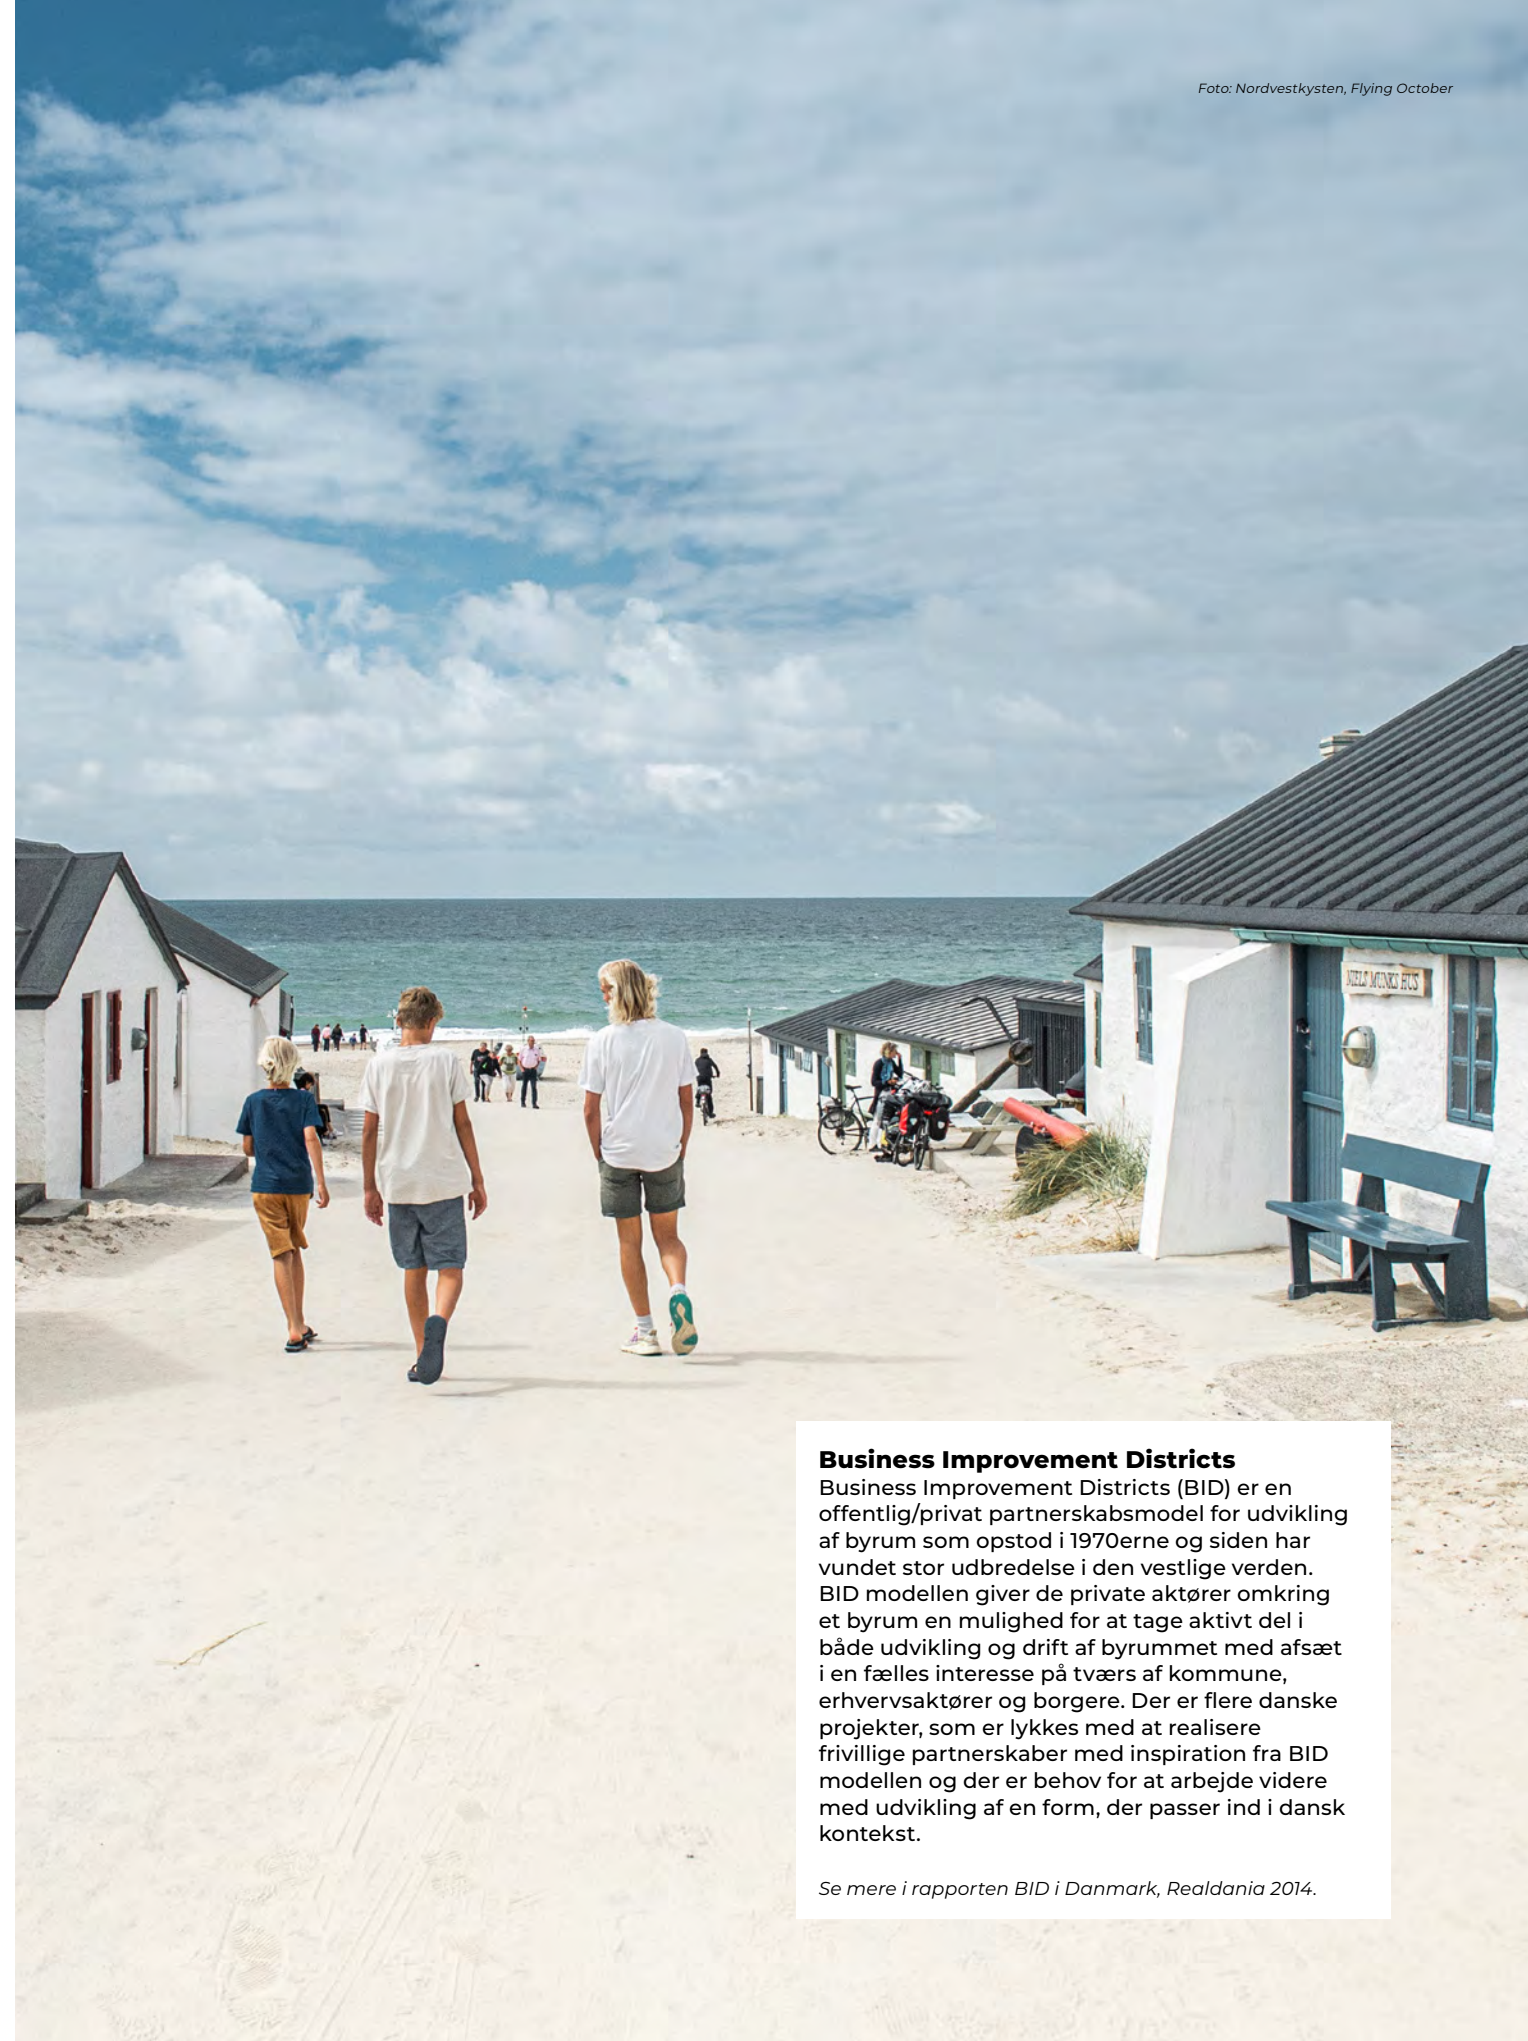 Foto: Nordvestkysten, Flying October
NIELS MUNKS HUS
Business Improvement Districts
Business Improvement Districts (BID) er en
offentlig/privat partnerskabsmodel for udvikling
af byrum som opstod i 1970erne og siden har
vundet stor udbredelse i den vestlige verden.
BID modellen giver de private aktører omkring
et byrum en mulighed for at tage aktivt del i
både udvikling og drift af byrummet med afsæt
i en fælles interesse på tværs af kommune,
erhvervsaktører og borgere. Der er flere danske
projekter, som er lykkes med at realisere
frivillige partnerskaber med inspiration fra BID
modellen og der er behov for at arbejde videre
med udvikling af en form, der passer ind i dansk
kontekst.
Se mere i rapporten BID i Danmark, Realdania 2014.